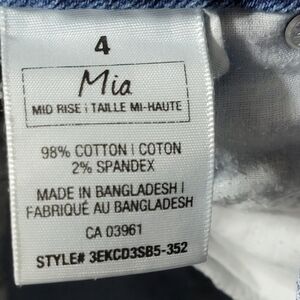 4
Mia
MID RISE | TAILLE MI-HAUTE
98% COTTON | COTON
2% SPANDEX
MADE IN BANGLADESH |
FABRIQUÉ AU BANGLADESH
CA 03961
STYLE# 3EKCD3SB5-352